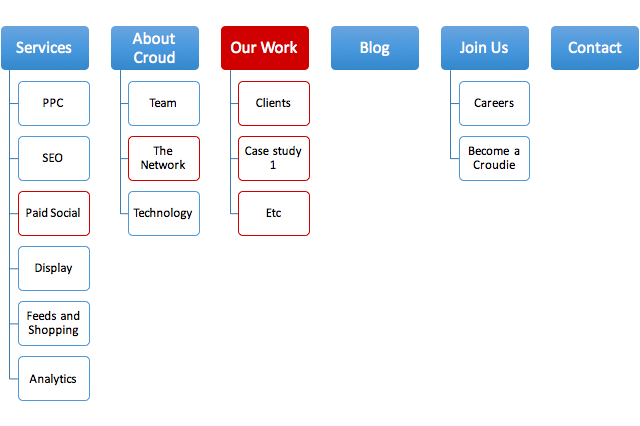 Services
About
Croud
Our Work
Blog
Join Us
Contact
PPC
Team
Clients
Careers
SEO
The
Network
Case study
1
Become a
Croudie
Paid Social
Technology
Etc
Display
Feeds and
Shopping
Analytics